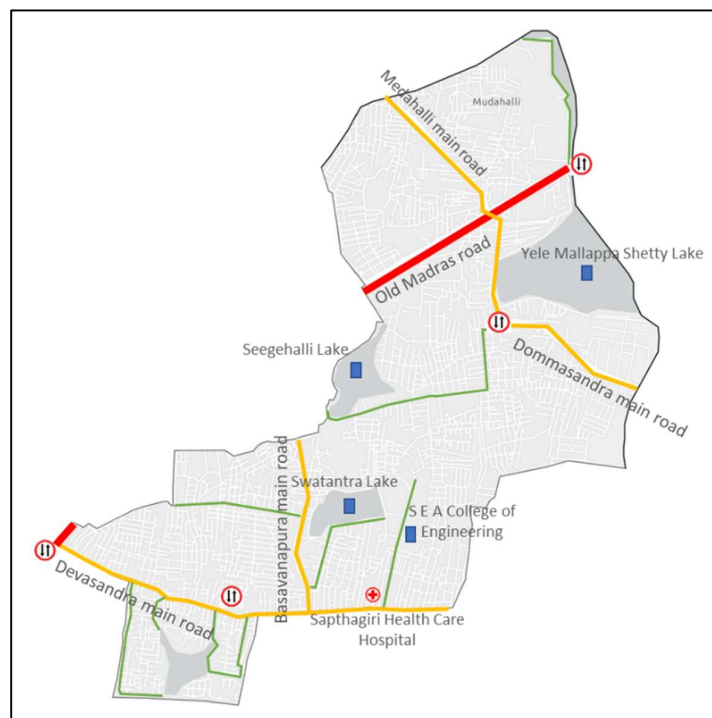 Medahalli main road
Mudahalli
Old Madras road
Yele Mallappa Shetty Lake
Seegehalli Lake
Dommasandra main road
Basavanapura main road
Swatantra Lake
S E A College of
Engineering
Devasandra main road
Sapthagiri Health Care
Hospital